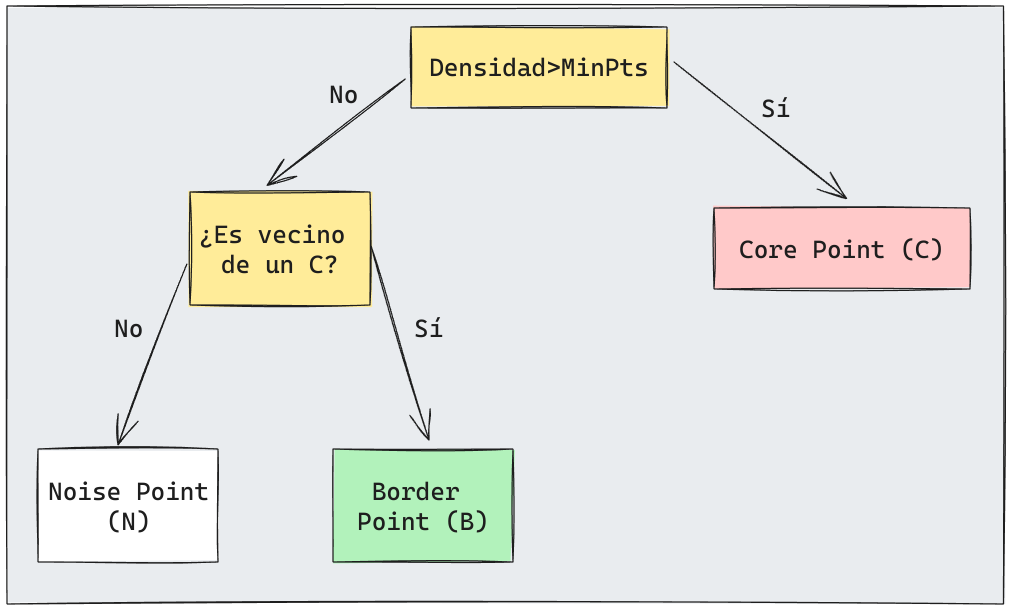 Densidad>MinPts
No
Sí
¿Es vecino
de un C?
Core Point (C)
No
Sí
Noise Point
(N)
Border
Point (B)